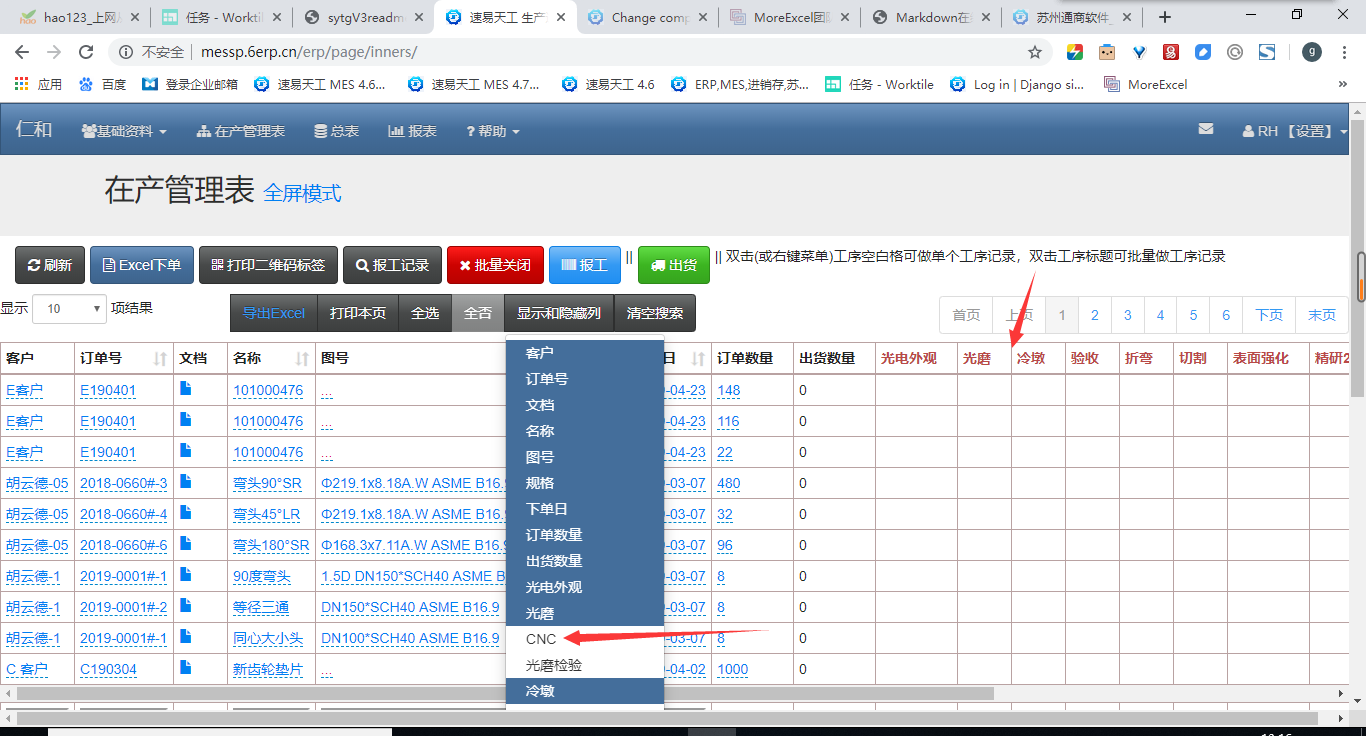 hao123_上网从
任务 - Workti
sytgV3readm
速易天工 生产
Change comp
MoreExcel团队
Markdown在
苏州通商软件_
不安全 | messp.6erp.cn/erp/page/inners/
应用 百度 登录企业邮箱 速易天工 MES 4.6... 速易天工 MES 4.7... 速易天工 4.6 ERP,MES,进销存,苏... 任务 - Worktile Log in | Django si... MoreExcel »
仁和 基础资料 在产管理表 总表 报表 ? 帮助 RH 【设置】
在产管理表 全屏模式
刷新 Excel下单 打印二维码标签 报工记录 批量关闭 报工 || 出货 || 双击(或右键菜单)工序空白格可做单个工序记录，双击工序标题可批量做工序记录
显示 10 项结果 导出Excel 打印本页 全选 全否 显示和隐藏列 清空搜索 首页 上页 1 2 3 4 5 6 下页 末页
客户 订单号 文档 名称 图号 日 订单数量 出货数量 光电外观 光磨 冷墩 验收 折弯 切割 表面强化 精研2
E客户 E190401 101000476 ... -04-23 148 0
E客户 E190401 101000476 ... -04-23 116 0
E客户 E190401 101000476 ... -04-23 22 0
胡云德-05 2018-0660#-3 弯头90°SR Φ219.1x8.18A.W ASME B16.9 -03-07 480 0
胡云德-05 2018-0660#-4 弯头45°LR Φ219.1x8.18A.W ASME B16.9 -03-07 32 0
胡云德-05 2018-0660#-6 弯头180°SR Φ168.3x7.11A.W ASME B16.9 -03-07 96 0
胡云德-1 2019-0001#-1 90度弯头 1.5D DN150*SCH40 ASME B -03-07 8 0
胡云德-1 2019-0001#-2 等径三通 DN150*SCH40 ASME B16.9 -03-07 8 0
胡云德-1 2019-0001#-1 同心大小头 DN100*SCH40 ASME B16.9 -03-07 8 0
C 客户 C190304 新齿轮垫片 ... -04-02 1000 0
客户
订单号
文档
名称
图号
规格
下单日
订单数量
出货数量
光电外观
光磨
CNC
光磨检验
冷墩